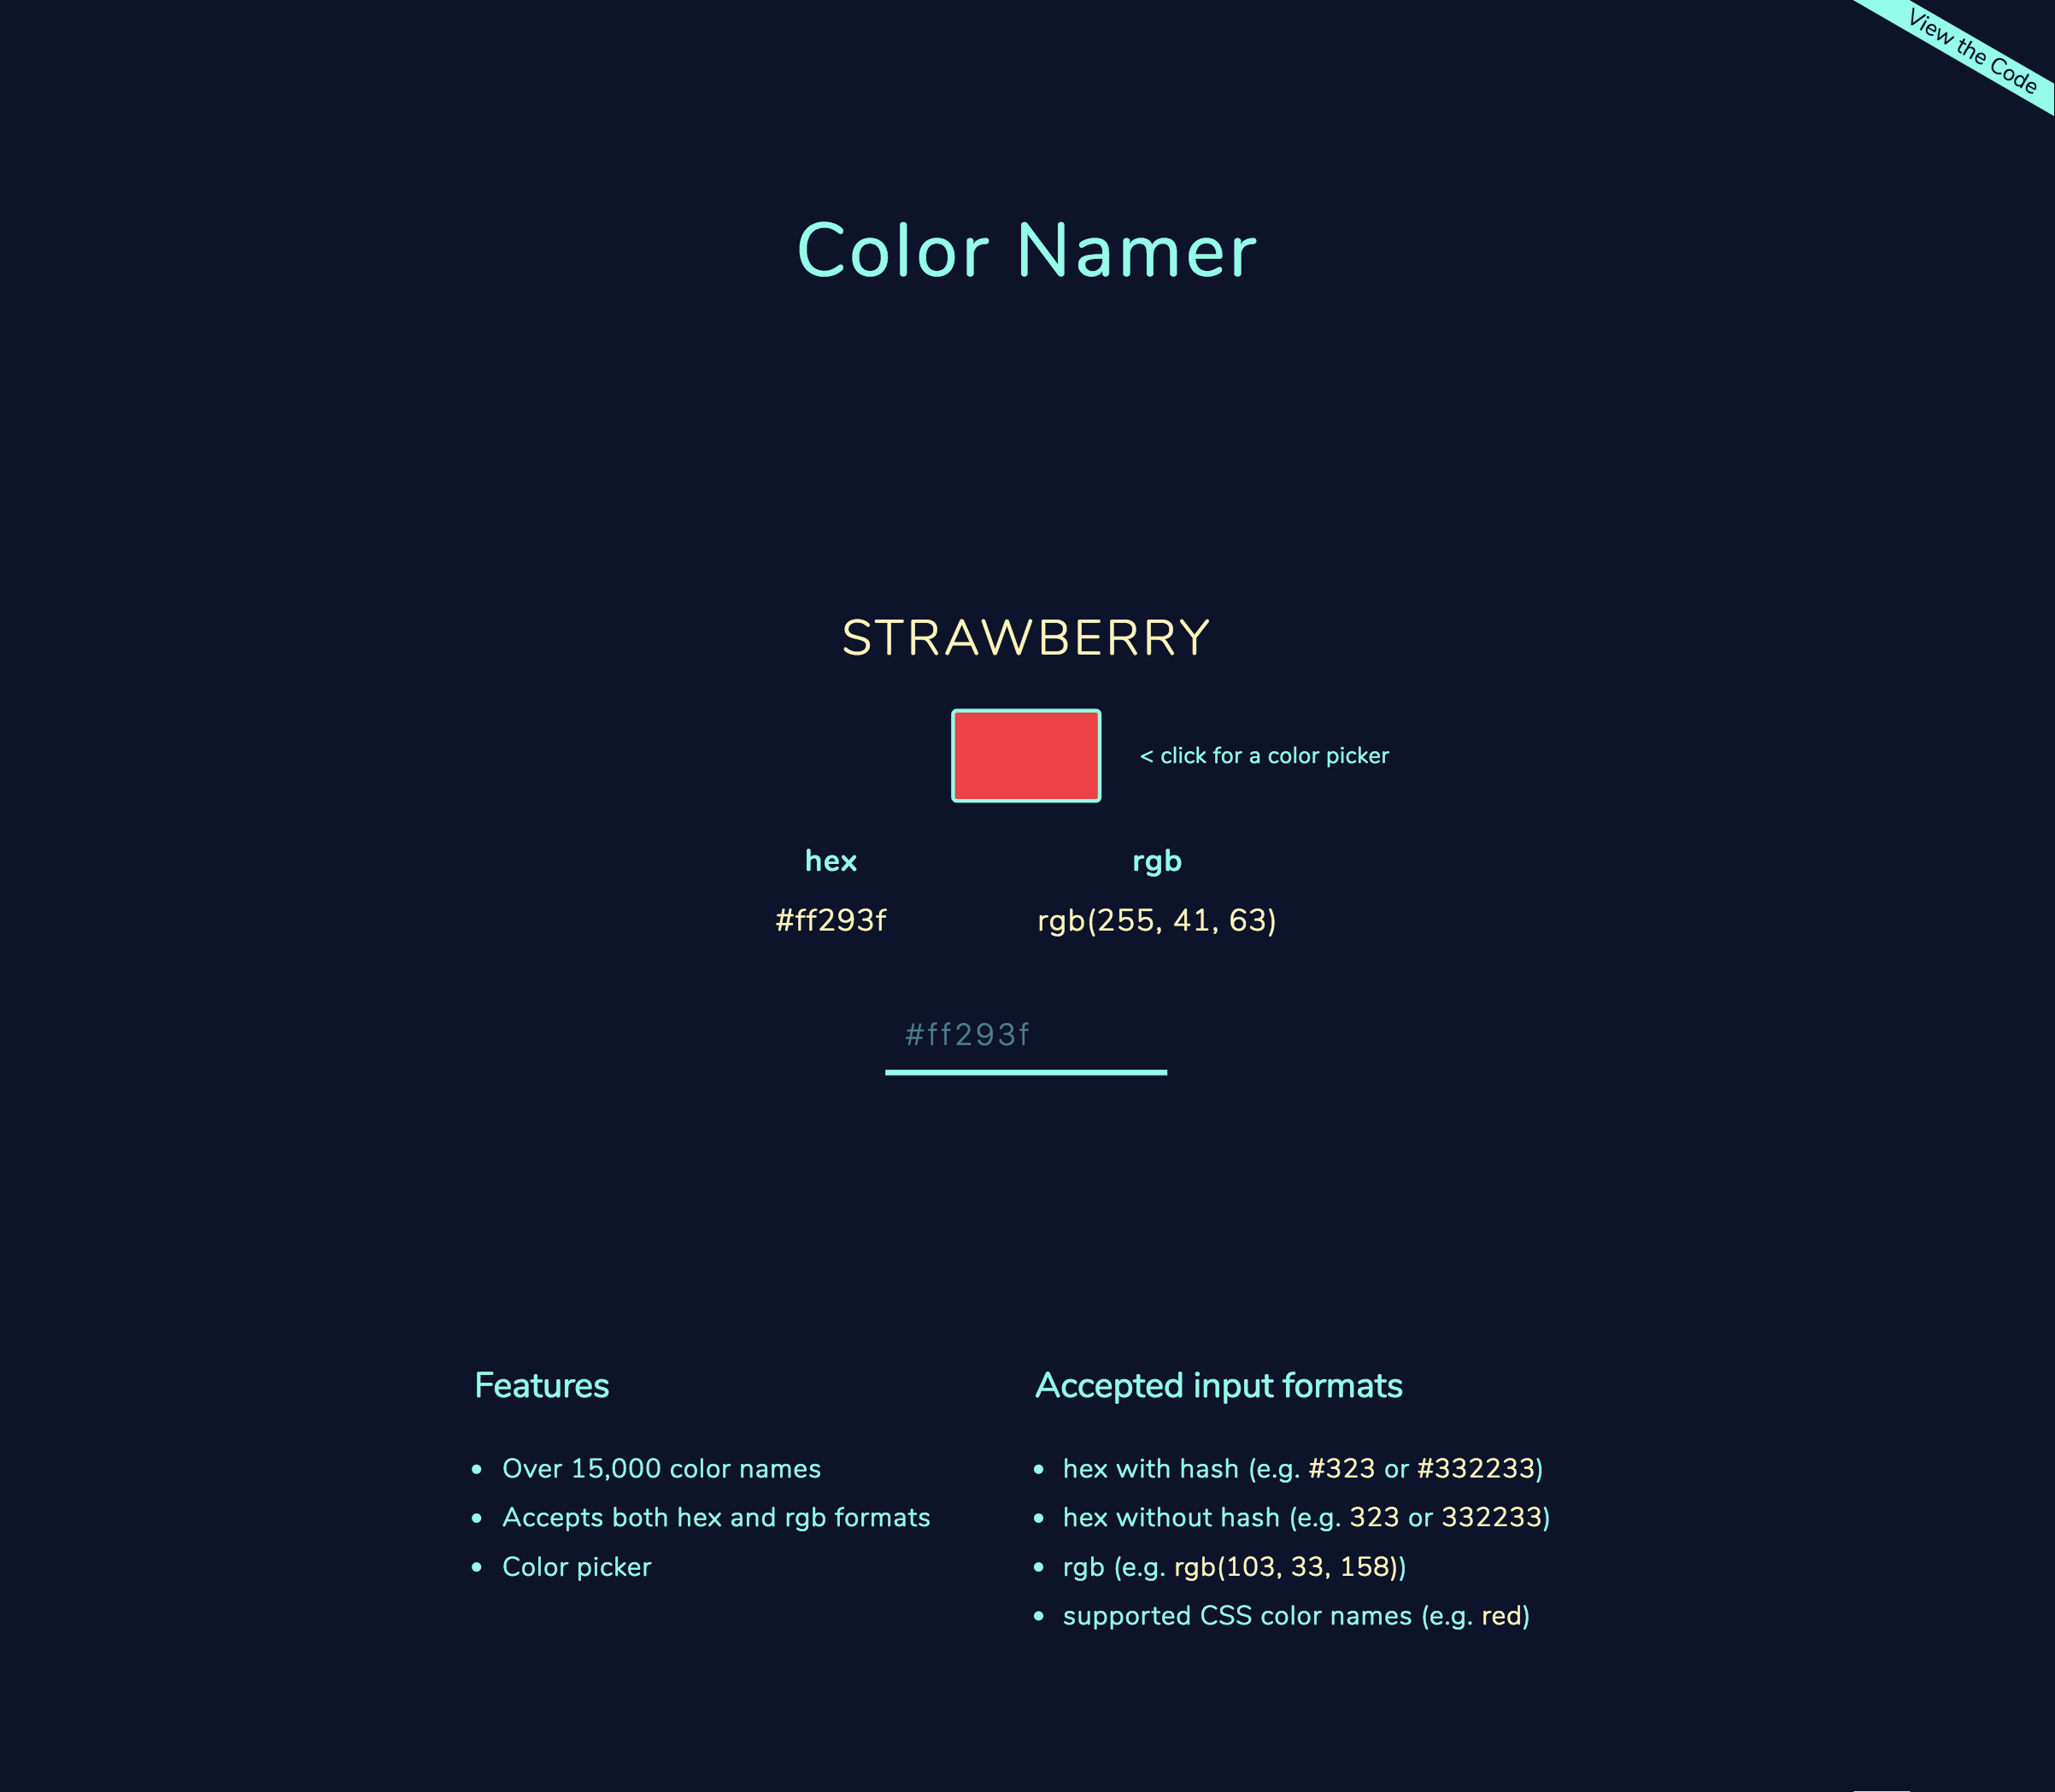 View the Code
Color Namer
STRAWBERRY
< click for a color picker
hex
rgb
#ff293f
rgb(255, 41, 63)
#ff293f
Features
Over 15,000 color names
Accepts both hex and rgb formats
Color picker
Accepted input formats
hex with hash (e.g. #323 or #332233)
hex without hash (e.g. 323 or 332233)
rgb (e.g. rgb(103, 33, 158))
supported CSS color names (e.g. red)